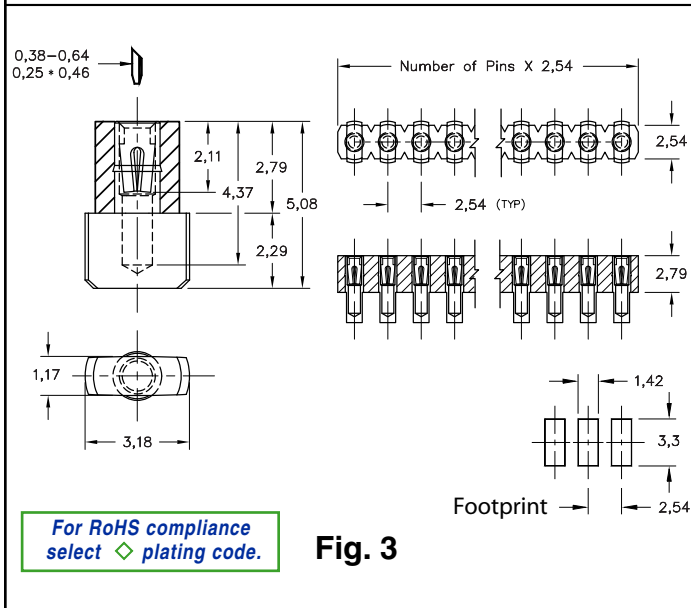 0,38–0,64
0,25 * 0,46
Number of Pins X 2,54
2,11
4,37
2,79
5,08
2,29
2,54
2,54 (TYP)
2,79
1,17
3,18
1,42
3,3
Footprint
2,54
For RoHS compliance
select ◇ plating code.
Fig. 3